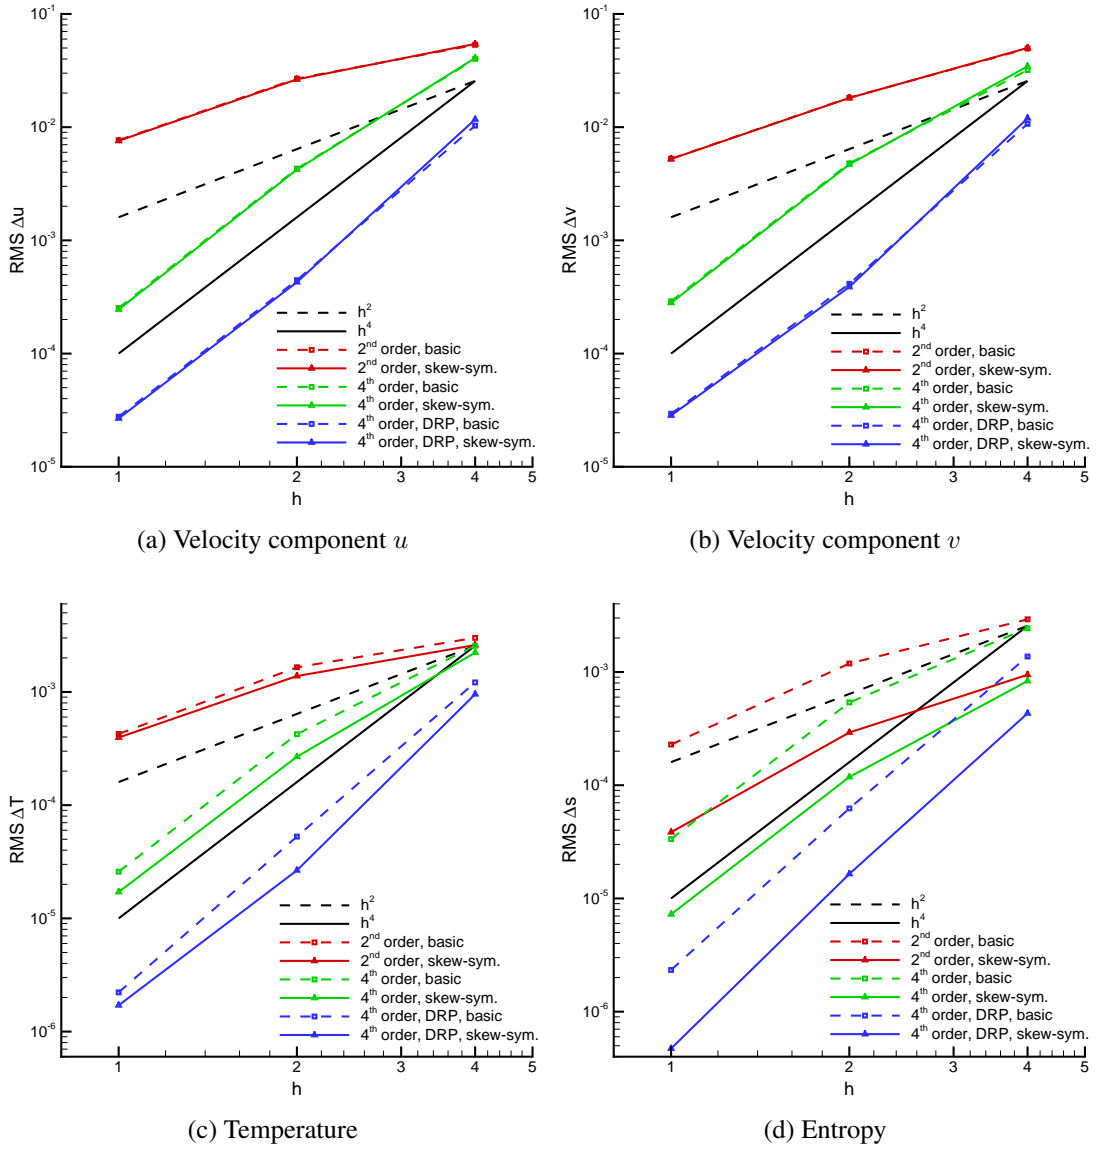 10^-1
10^-2
10^-3
10^-4
10^-5
RMS Δu
h^2
h^4
2^nd order, basic
2^nd order, skew-sym.
4^th order, basic
4^th order, skew-sym.
4^th order, DRP, basic
4^th order, DRP, skew-sym.
1 2 3 4 5
h
(a) Velocity component u
10^-1
10^-2
10^-3
10^-4
10^-5
RMS Δv
h^2
h^4
2^nd order, basic
2^nd order, skew-sym.
4^th order, basic
4^th order, skew-sym.
4^th order, DRP, basic
4^th order, DRP, skew-sym.
1 2 3 4 5
h
(b) Velocity component v
10^-3
10^-4
10^-5
10^-6
RMS ΔT
h^2
h^4
2^nd order, basic
2^nd order, skew-sym.
4^th order, basic
4^th order, skew-sym.
4^th order, DRP, basic
4^th order, DRP, skew-sym.
1 2 3 4 5
h
(c) Temperature
10^-3
10^-4
10^-5
10^-6
RMS Δs
h^2
h^4
2^nd order, basic
2^nd order, skew-sym.
4^th order, basic
4^th order, skew-sym.
4^th order, DRP, basic
4^th order, DRP, skew-sym.
1 2 3 4 5
h
(d) Entropy